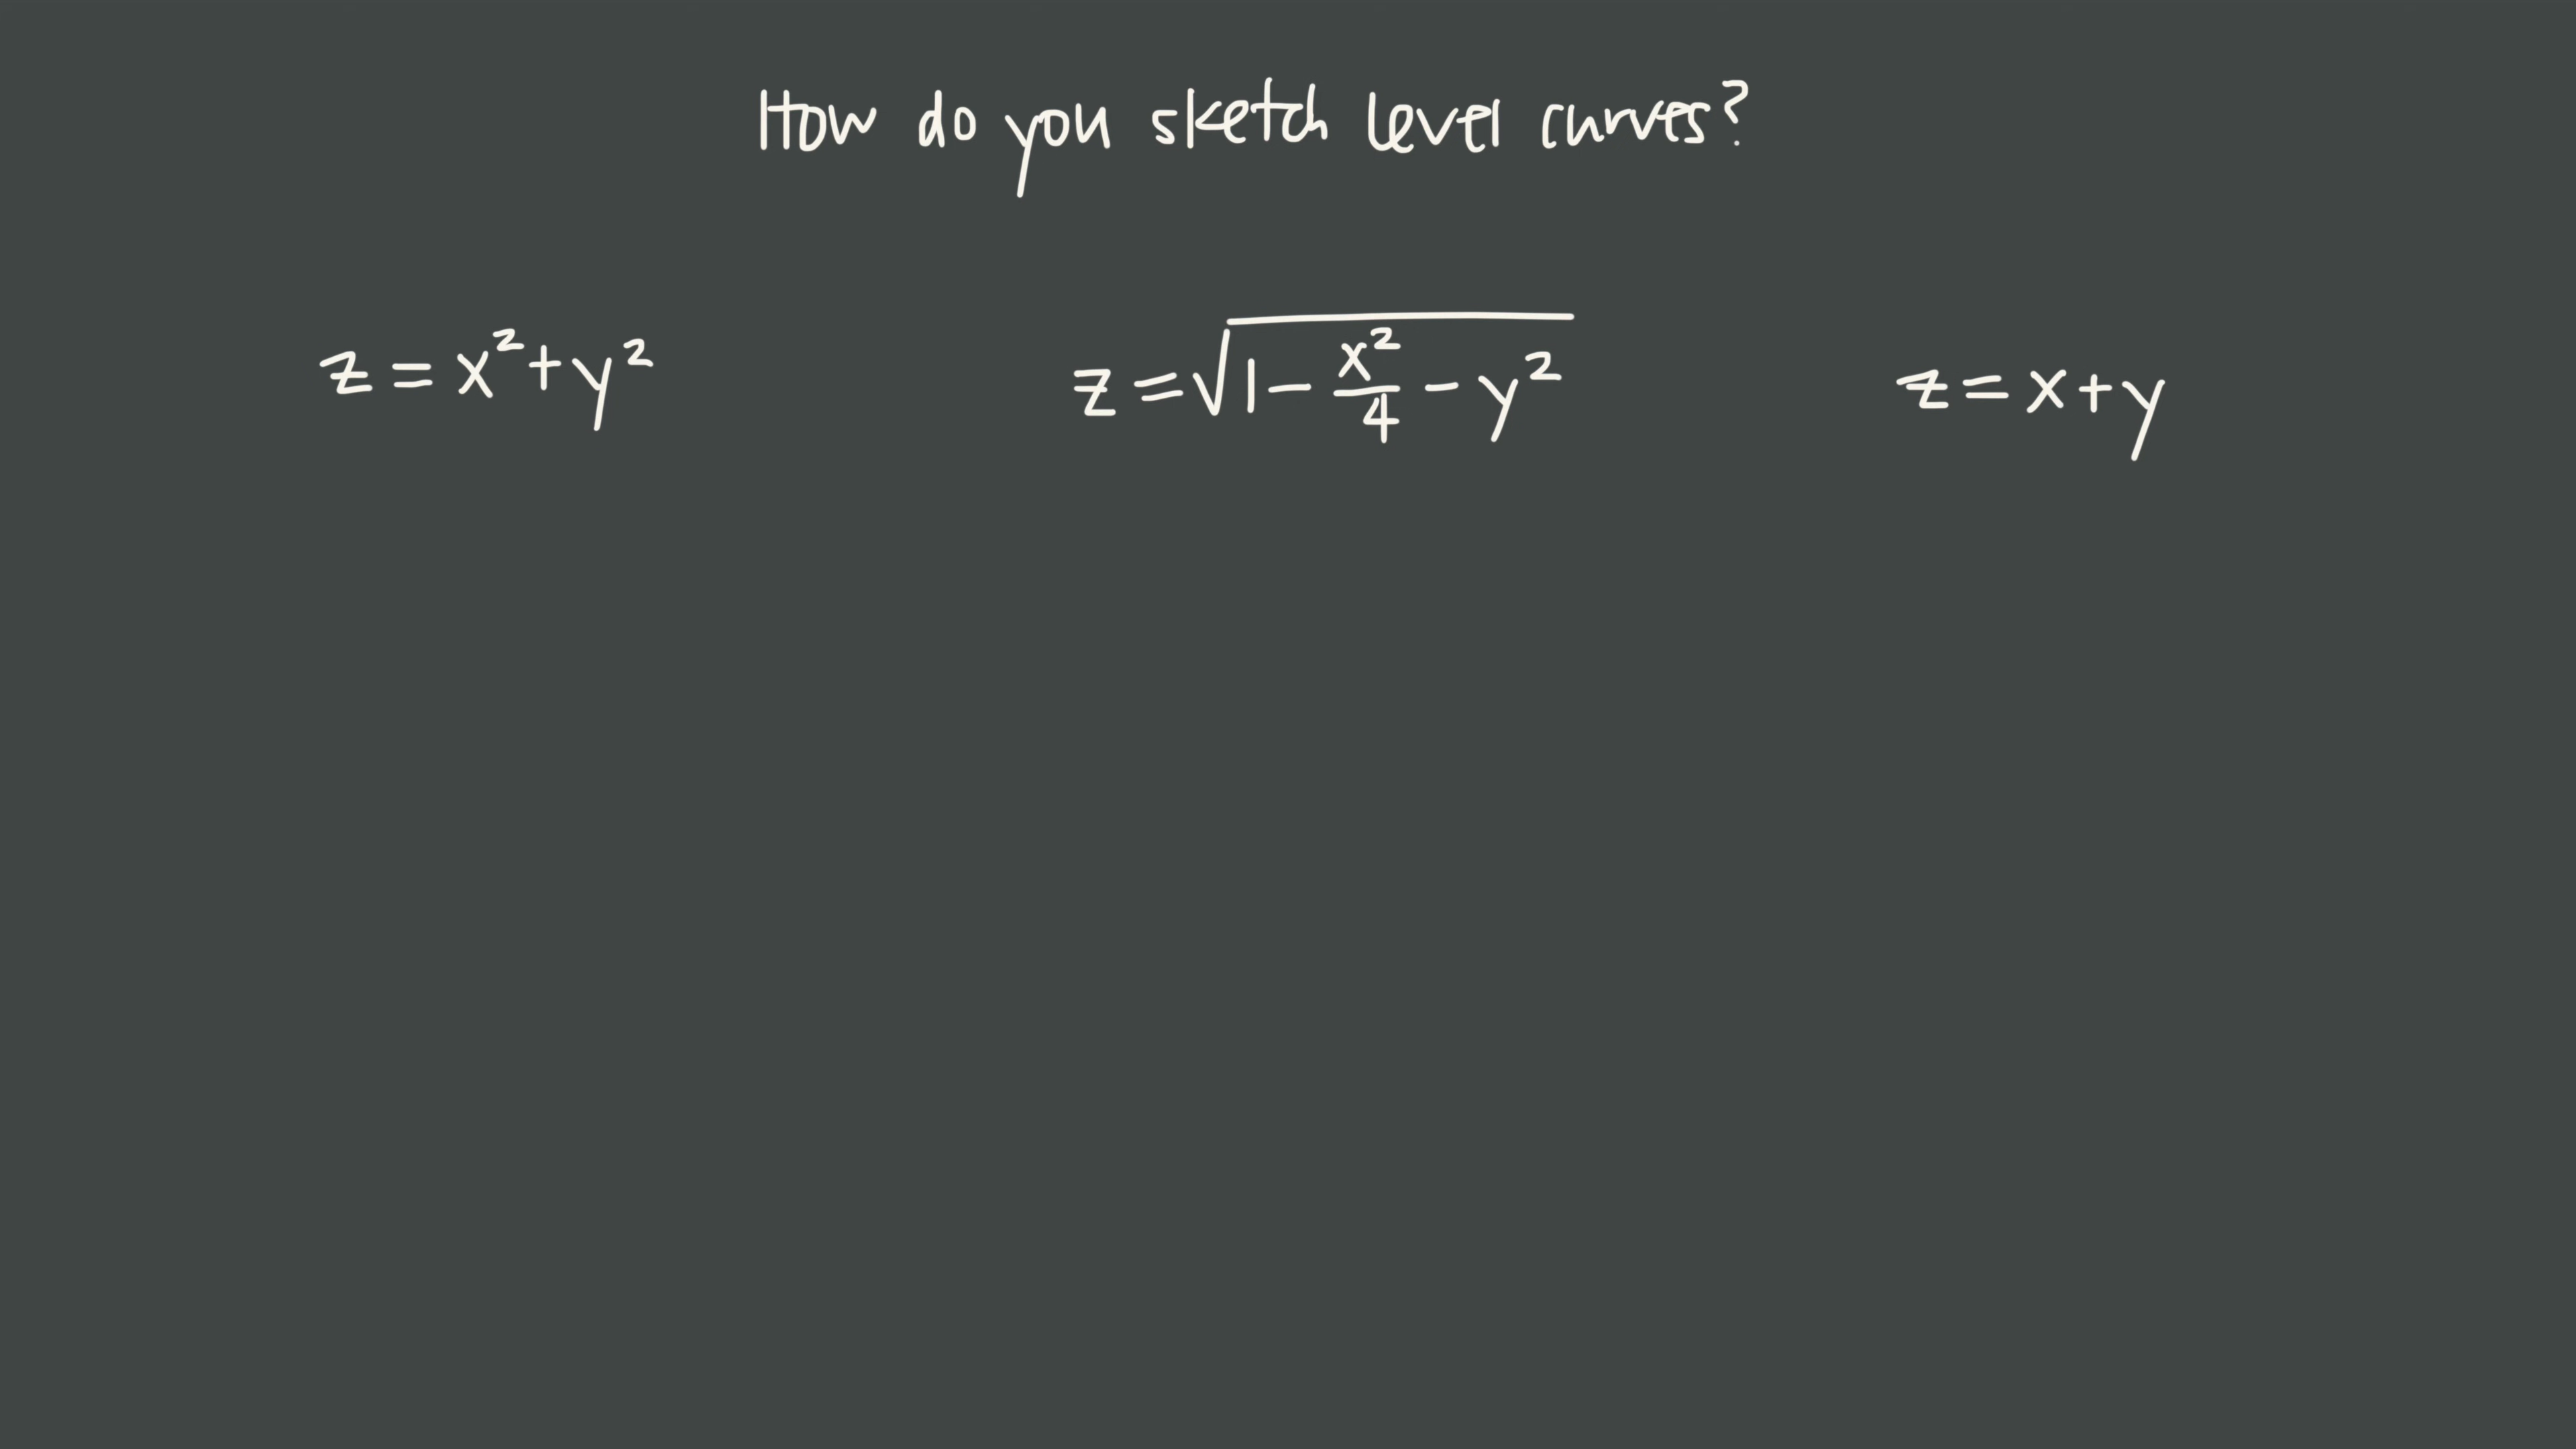 How do you sketch level curves?
z = x² + y²
z = √(1 - x²/4 - y²)
z = x + y